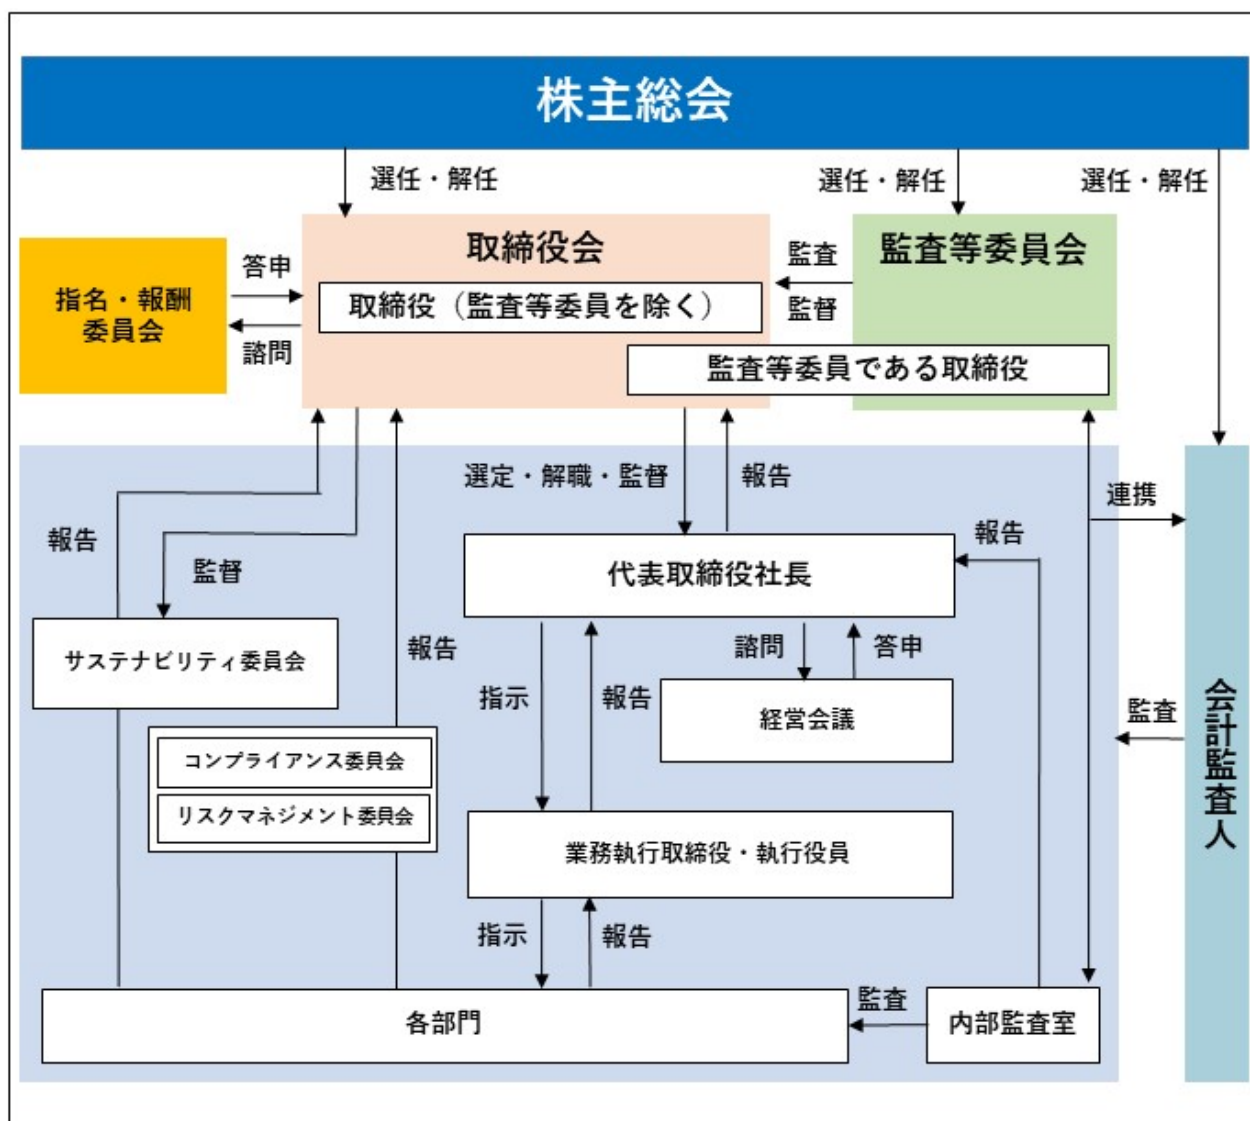 株主総会
選任・解任
選任・解任
選任・解任
取締役会
監査等委員会
指名・報酬
委員会
答申
諮問
取締役（監査等委員を除く）
監査
監督
監査等委員である取締役
選定・解職・監督
報告
連携
報告
監督
報告
代表取締役社長
サステナビリティ委員会
報告
諮問
答申
指示
報告
経営会議
監査
会計監査人
コンプライアンス委員会
リスクマネジメント委員会
業務執行取締役・執行役員
指示
報告
各部門
監査
内部監査室